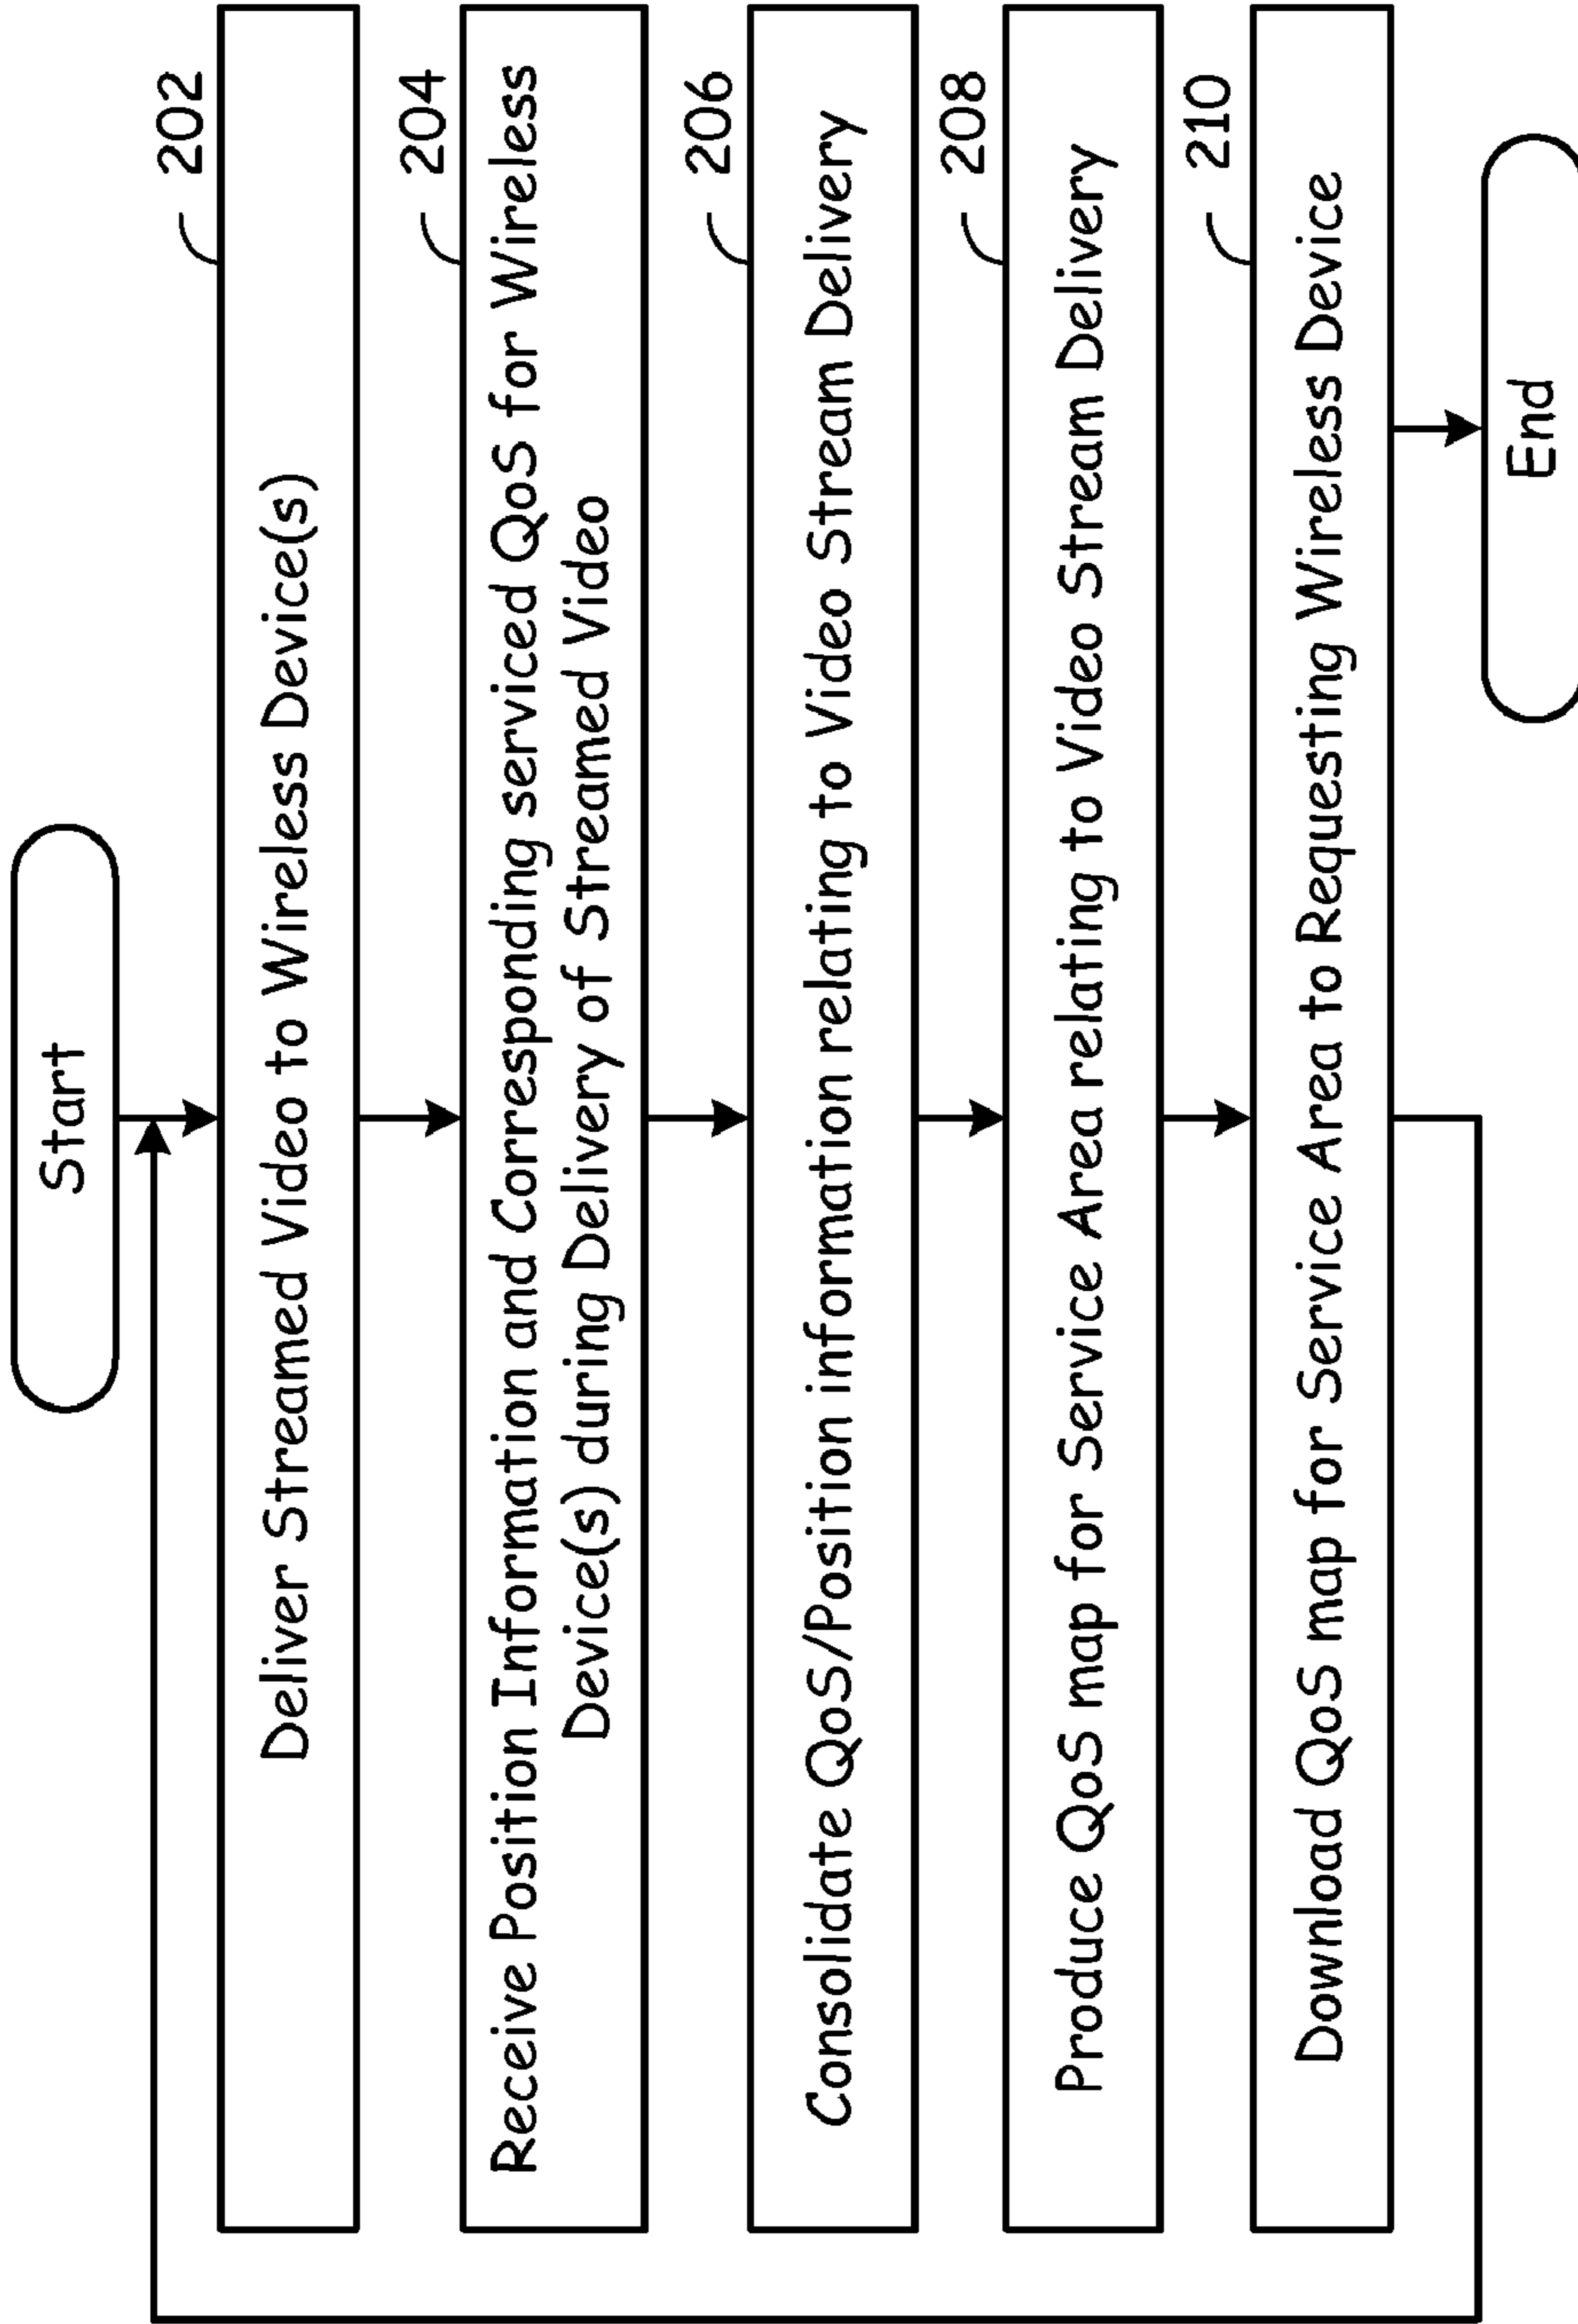 Start
202
Deliver Streamed Video to Wireless Device(s)
204
Receive Position Information and Corresponding serviced QoS for Wireless
Device(s) during Delivery of Streamed Video
206
Consolidate QoS/Position information relating to Video Stream Delivery
208
Produce QoS map for Service Area relating to Video Stream Delivery
210
Download QoS map for Service Area to Requesting Wireless Device
End